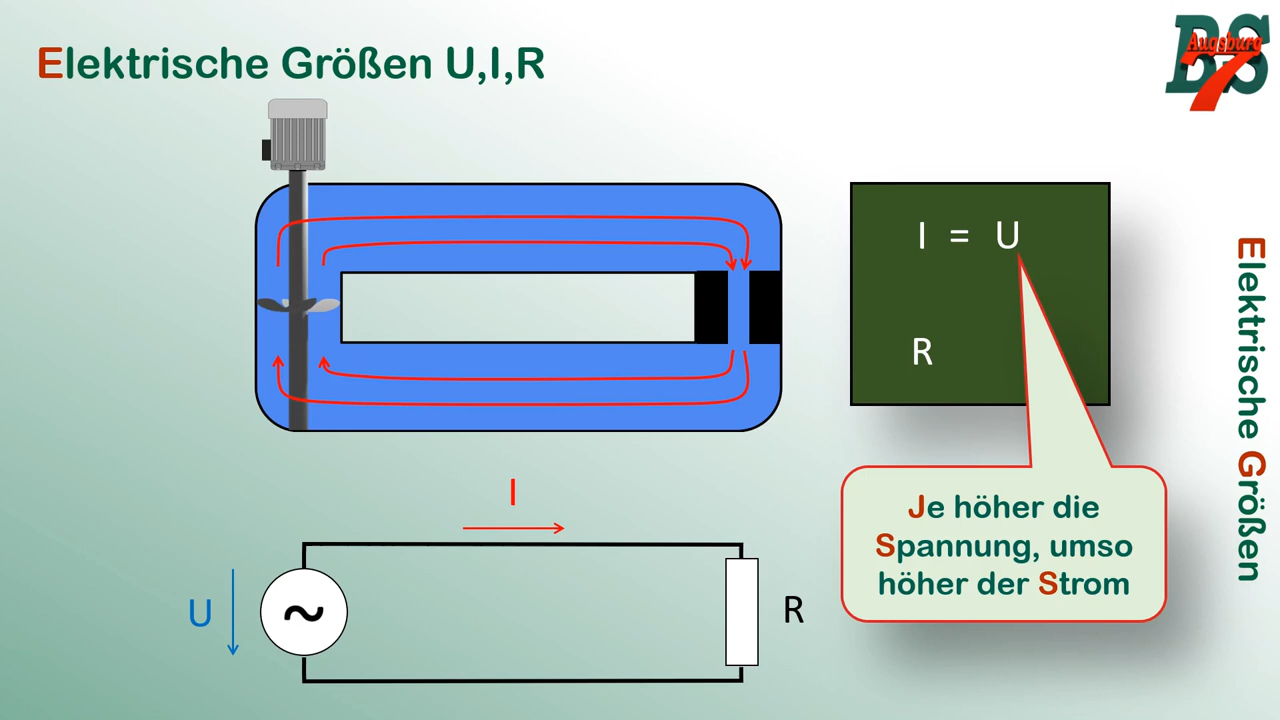 Elektrische Größen U,I,R
BS
Augsburg
7
I = U
R
Je höher die
Spannung, umso
höher der Strom
I
U
~
R
Elektrische Größen